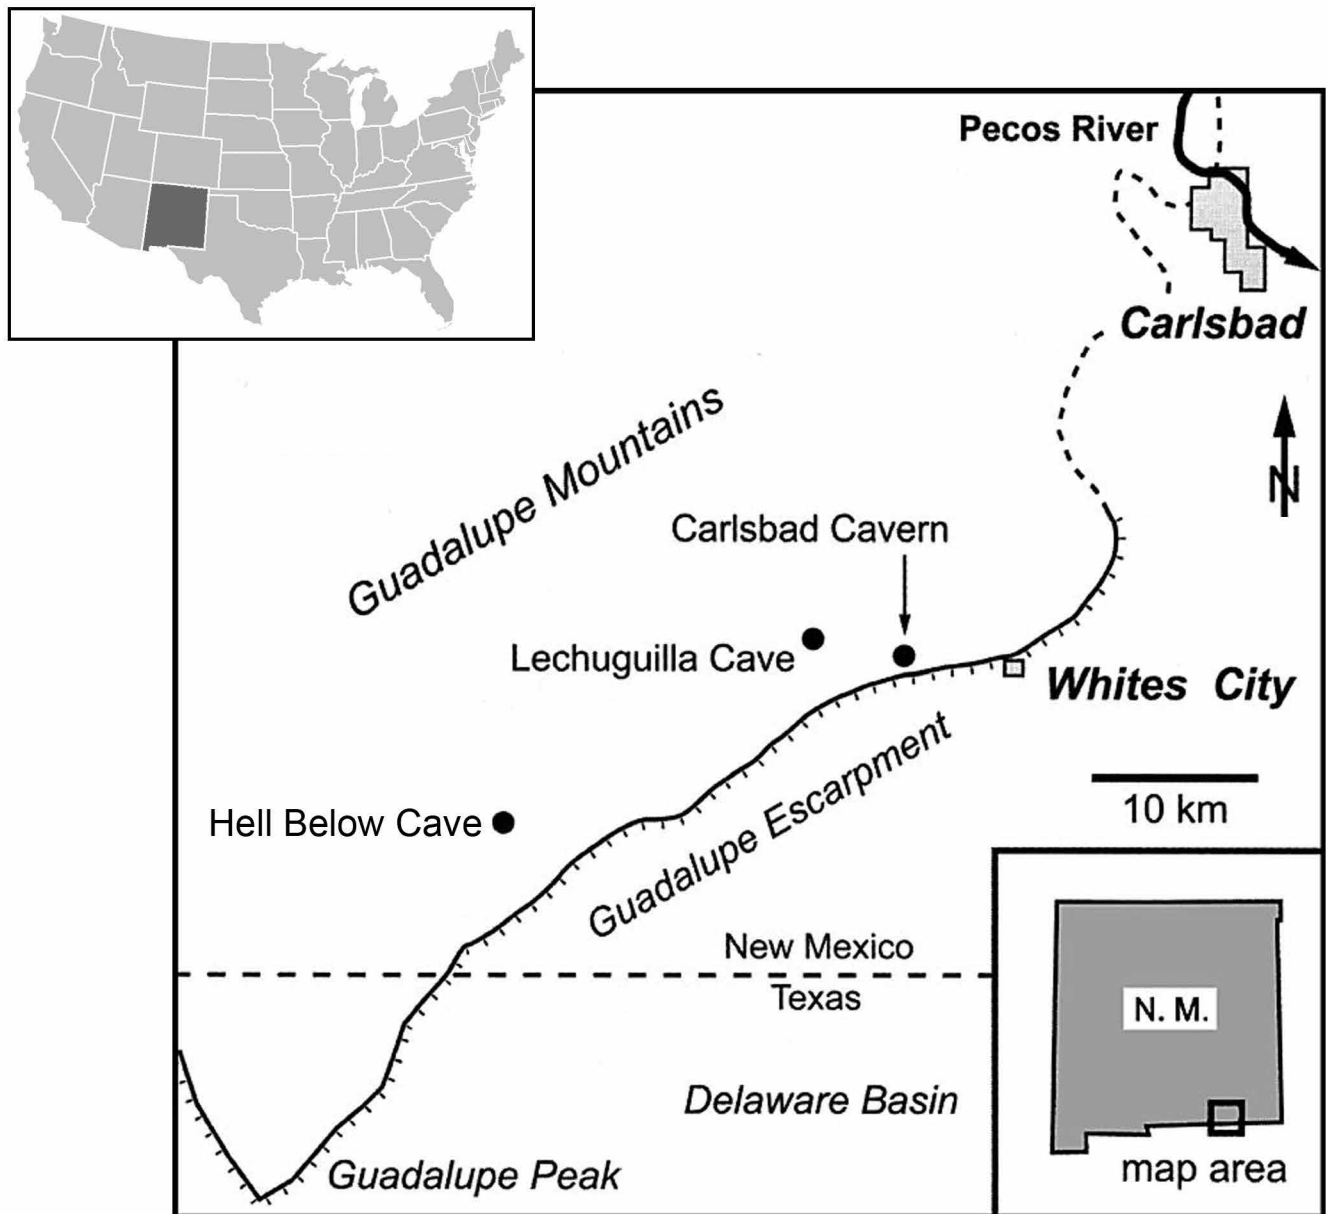 Pecos River
Carlsbad
Guadalupe Mountains
N
Carlsbad Cavern
Lechuguilla Cave
Whites City
Guadalupe Escarpment
10 km
Hell Below Cave
New Mexico
Texas
N. M.
Delaware Basin
map area
Guadalupe Peak